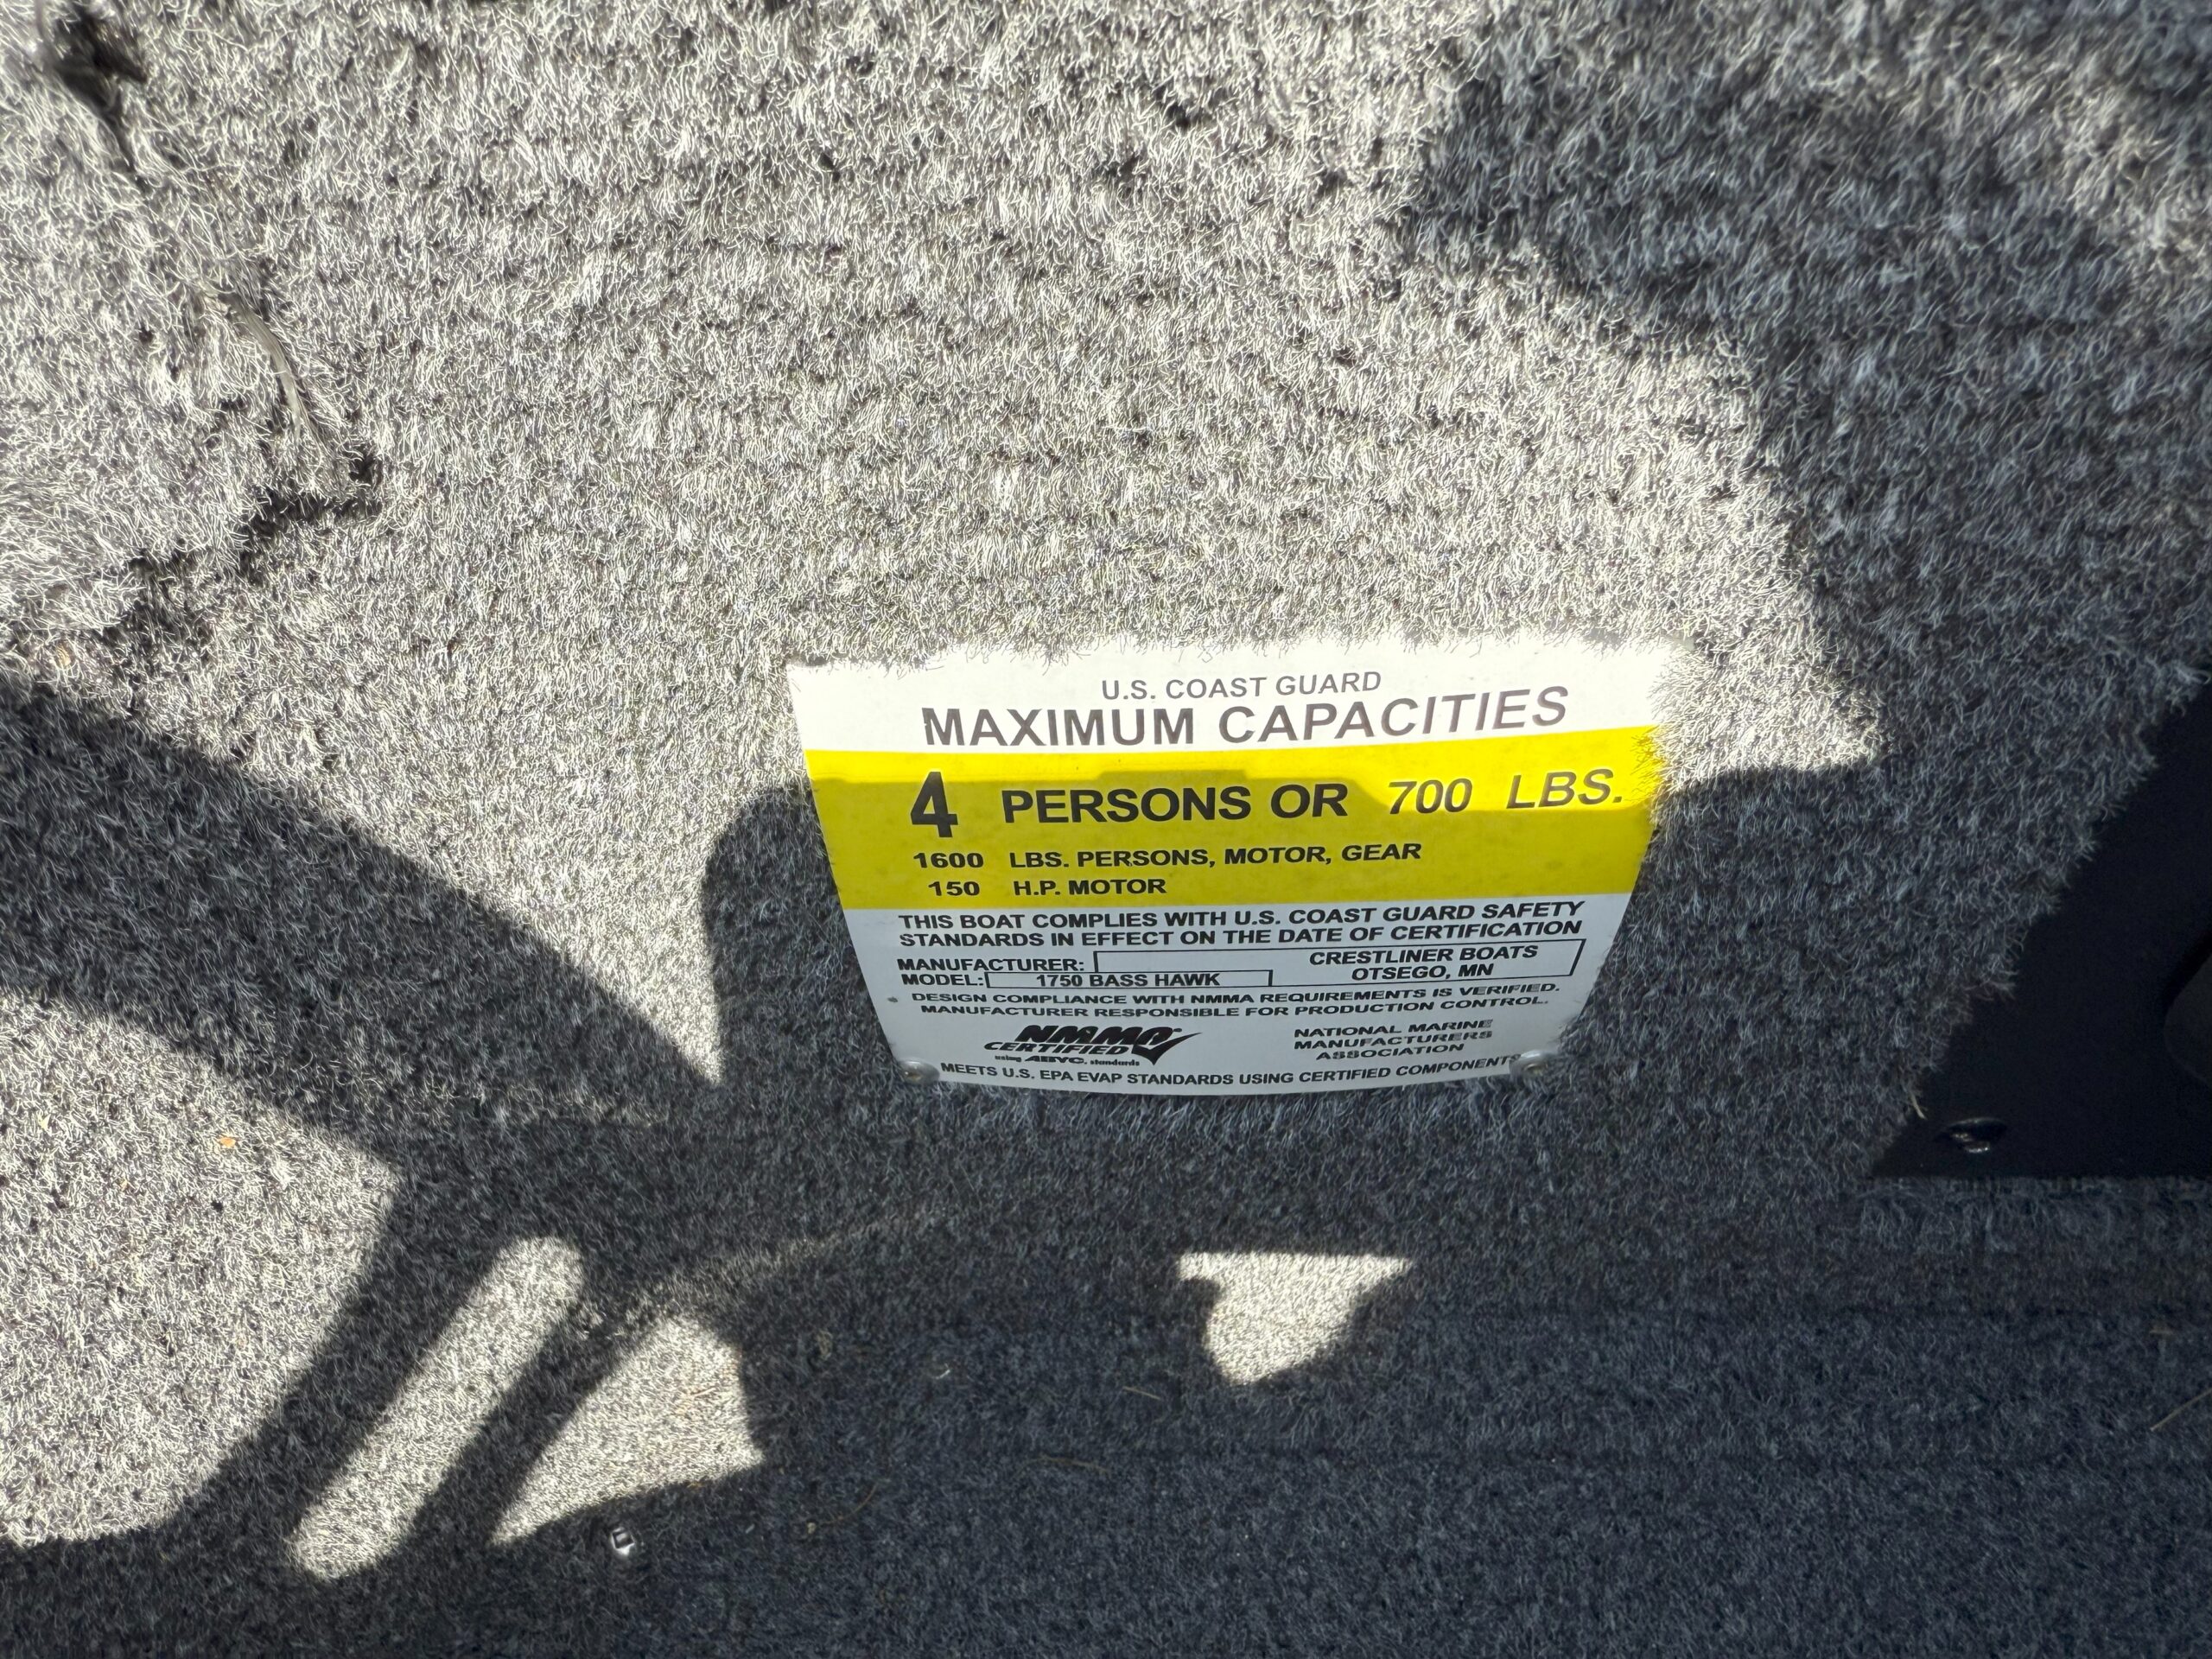 U.S. COAST GUARD
MAXIMUM CAPACITIES
4 PERSONS OR 700 LBS.
1600 LBS. PERSONS, MOTOR, GEAR
150 H.P. MOTOR
THIS BOAT COMPLIES WITH U.S. COAST GUARD SAFETY
STANDARDS IN EFFECT ON THE DATE OF CERTIFICATION
MANUFACTURER: CRESTLINER BOATS
OTSEGO, MN
MODEL: 1750 BASS HAWK
DESIGN COMPLIANCE WITH NMMA REQUIREMENTS IS VERIFIED.
MANUFACTURER RESPONSIBLE FOR PRODUCTION CONTROL.
NMMA
CERTIFIED
using ABYC. standards
NATIONAL MARINE
MANUFACTURERS
ASSOCIATION
MEETS U.S. EPA EVAP STANDARDS USING CERTIFIED COMPONENTS